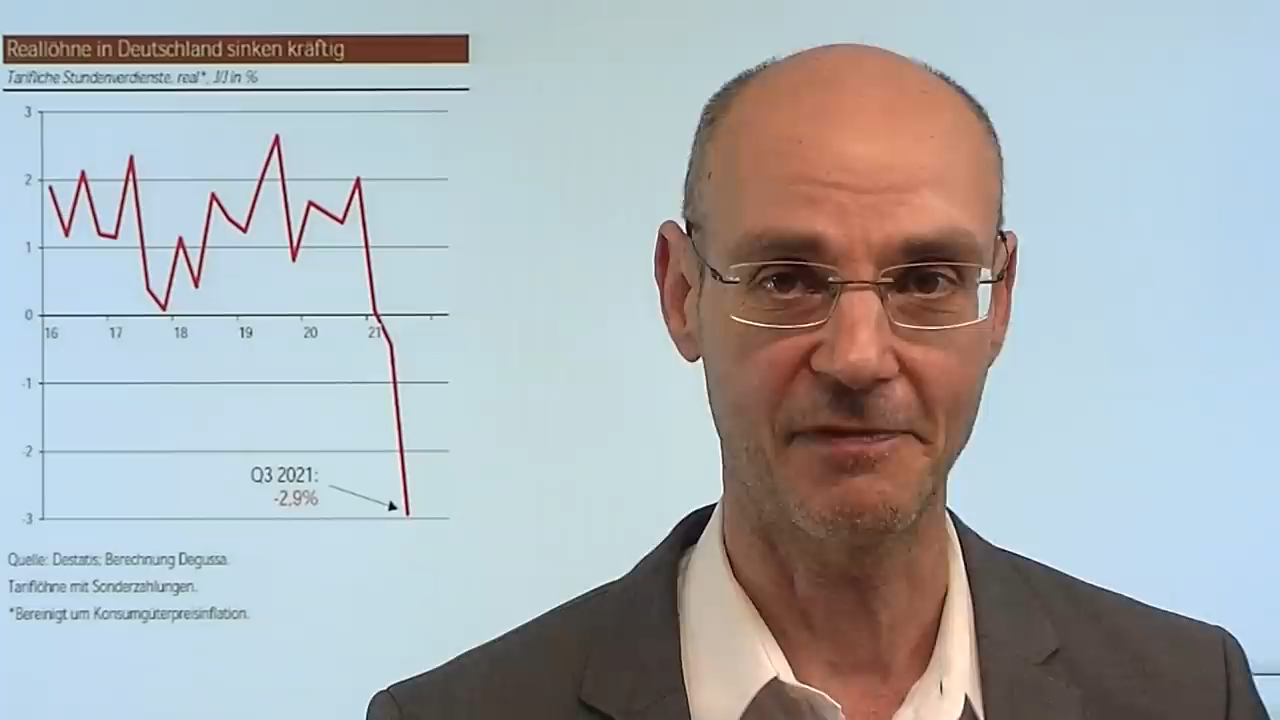 Reallöhne in Deutschland sinken kräftig
Tarifliche Stundenverdienste, real*, J/J in %
3
2
1
0
16 17 18 19 20 21
-1
-2
Q3 2021:
-2,9%
-3
Quelle: Destatis; Berechnung Degussa.
Tariflöhne mit Sonderzahlungen.
*Bereinigt um Konsumgüterpreisinflation.